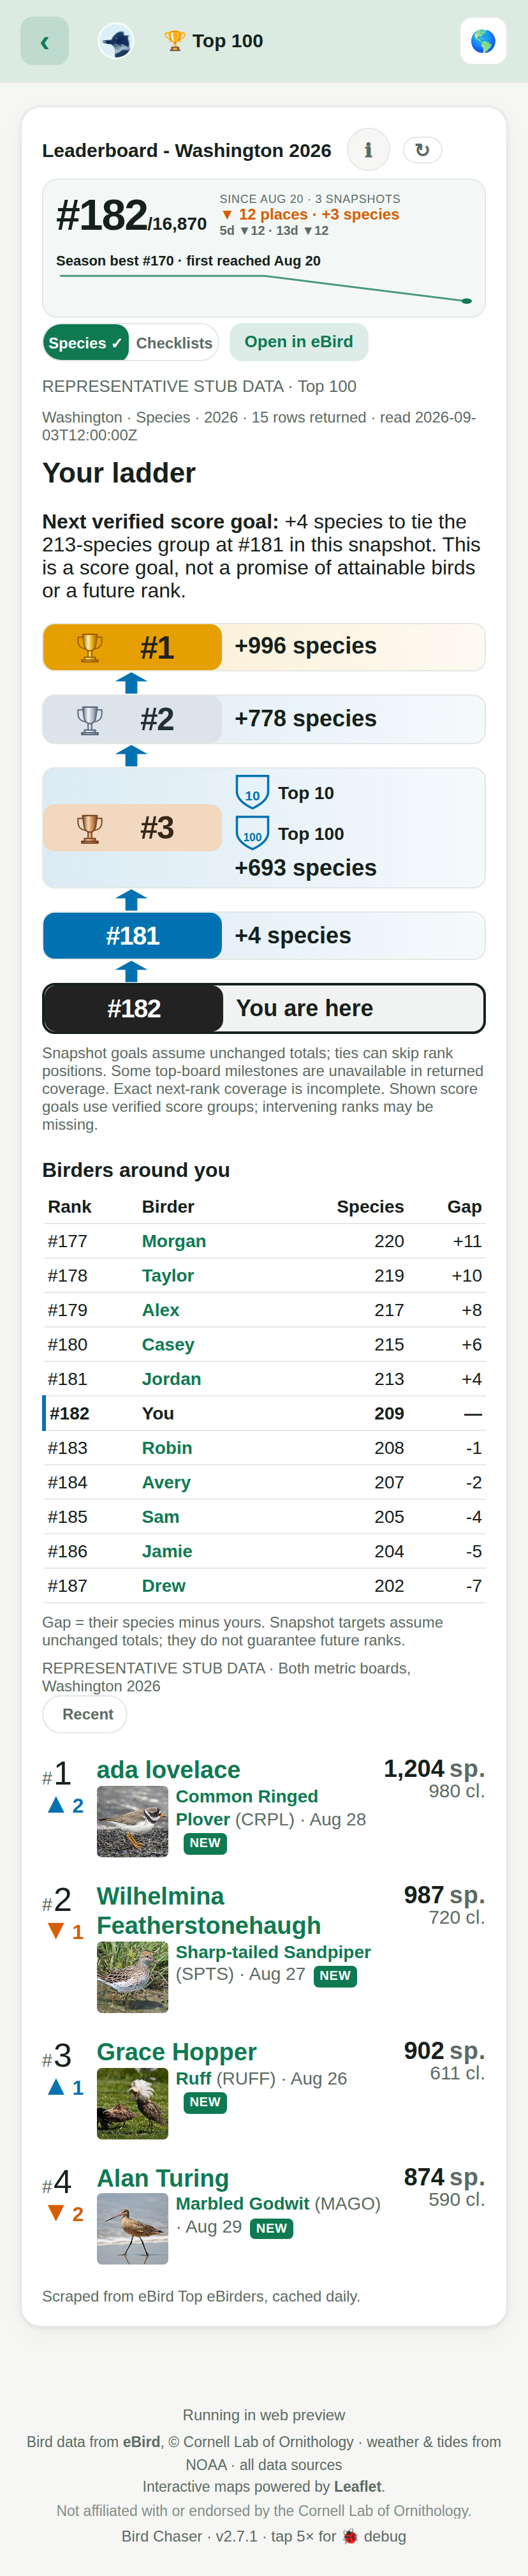 ‹ 🏆 Top 100 🌎
Leaderboard - Washington 2026 ℹ ↻
#182/16,870
SINCE AUG 20 · 3 SNAPSHOTS
▼ 12 places · +3 species
5d ▼12 · 13d ▼12
Season best #170 · first reached Aug 20
Species ✓ Checklists Open in eBird
REPRESENTATIVE STUB DATA · Top 100
Washington · Species · 2026 · 15 rows returned · read 2026-09-
03T12:00:00Z
Your ladder
Next verified score goal: +4 species to tie the
213-species group at #181 in this snapshot. This
is a score goal, not a promise of attainable birds
or a future rank.
#1 +996 species
#2 +778 species
10 Top 10
#3
100 Top 100
+693 species
#181 +4 species
#182 You are here
Snapshot goals assume unchanged totals; ties can skip rank
positions. Some top-board milestones are unavailable in returned
coverage. Exact next-rank coverage is incomplete. Shown score
goals use verified score groups; intervening ranks may be
missing.
Birders around you
Rank Birder Species Gap
#177 Morgan 220 +11
#178 Taylor 219 +10
#179 Alex 217 +8
#180 Casey 215 +6
#181 Jordan 213 +4
#182 You 209 —
#183 Robin 208 -1
#184 Avery 207 -2
#185 Sam 205 -4
#186 Jamie 204 -5
#187 Drew 202 -7
Gap = their species minus yours. Snapshot targets assume
unchanged totals; they do not guarantee future ranks.
REPRESENTATIVE STUB DATA · Both metric boards,
Washington 2026
Recent
#1 ada lovelace 1,204 sp.
▲ 2 980 cl.
Common Ringed
Plover (CRPL) · Aug 28
NEW
#2 Wilhelmina 987 sp.
▼ 1 Featherstonehaugh 720 cl.
Sharp-tailed Sandpiper
(SPTS) · Aug 27 NEW
#3 Grace Hopper 902 sp.
▲ 1 611 cl.
Ruff (RUFF) · Aug 26
NEW
#4 Alan Turing 874 sp.
▼ 2 590 cl.
Marbled Godwit (MAGO)
· Aug 29 NEW
Scraped from eBird Top eBirders, cached daily.
Running in web preview
Bird data from eBird, © Cornell Lab of Ornithology · weather & tides from
NOAA · all data sources
Interactive maps powered by Leaflet.
Not affiliated with or endorsed by the Cornell Lab of Ornithology.
Bird Chaser · v2.7.1 · tap 5× for 🐞 debug